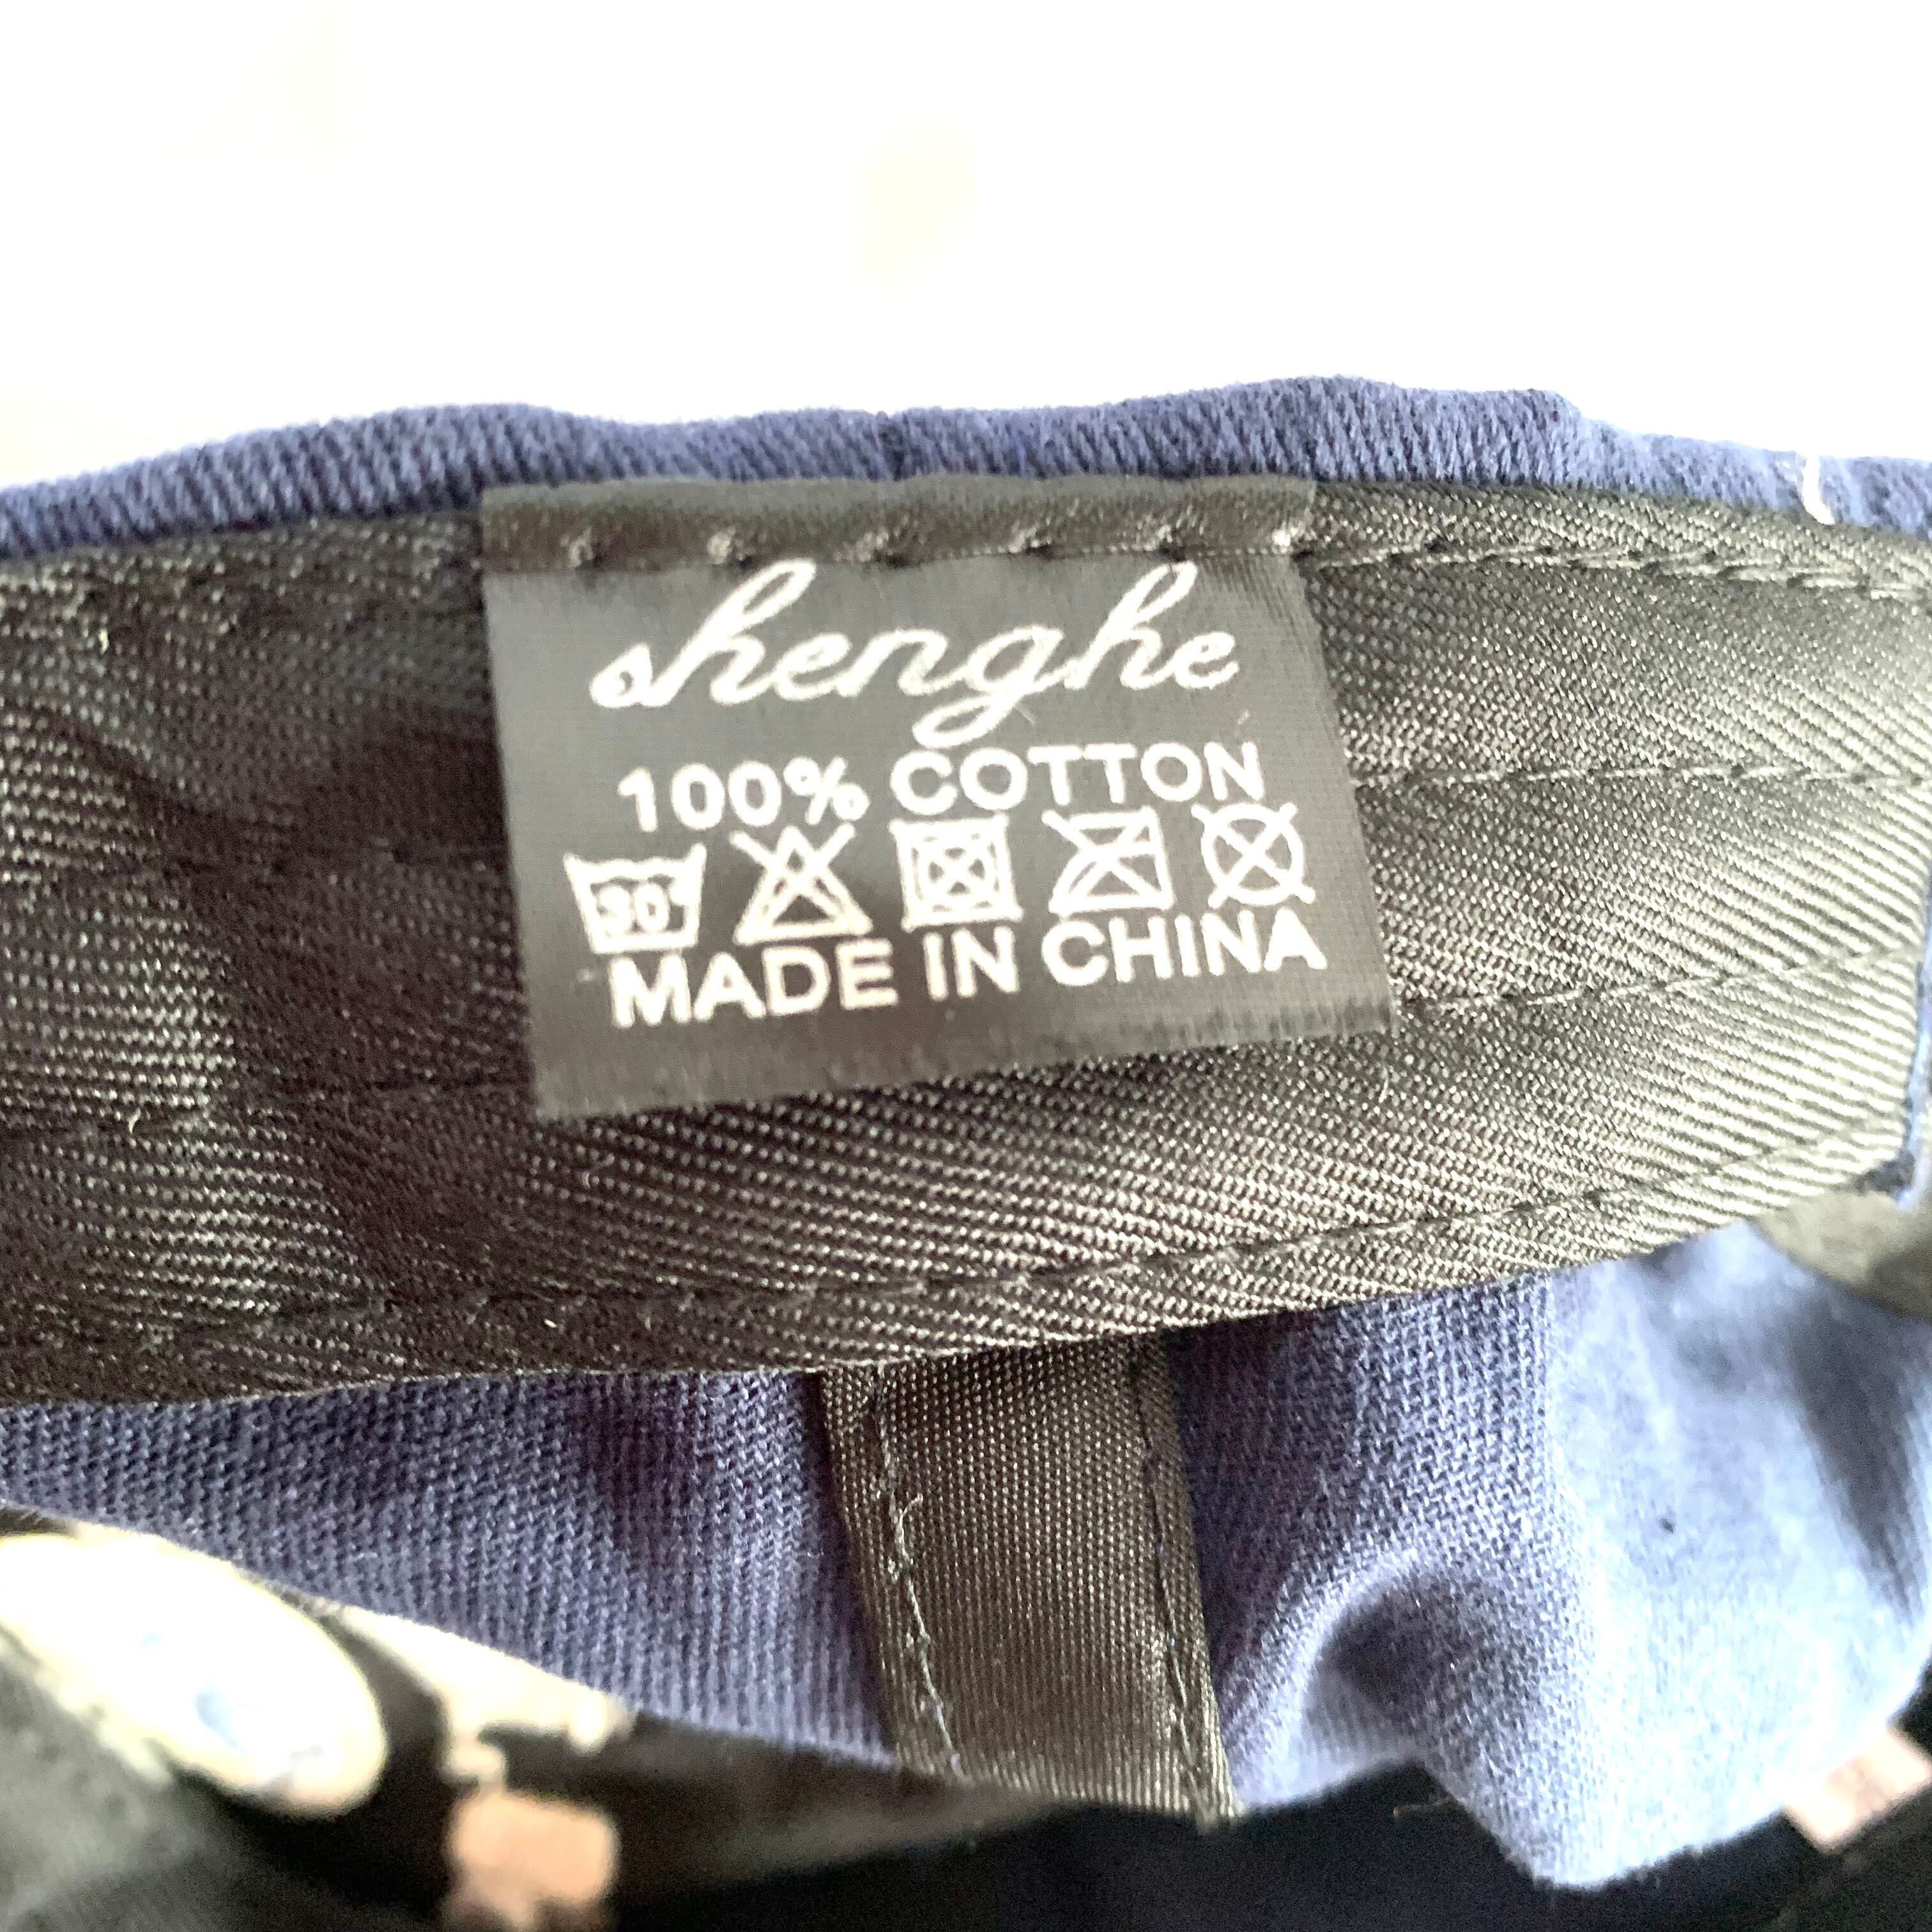 shenghe
100% COTTON
30°
MADE IN CHINA